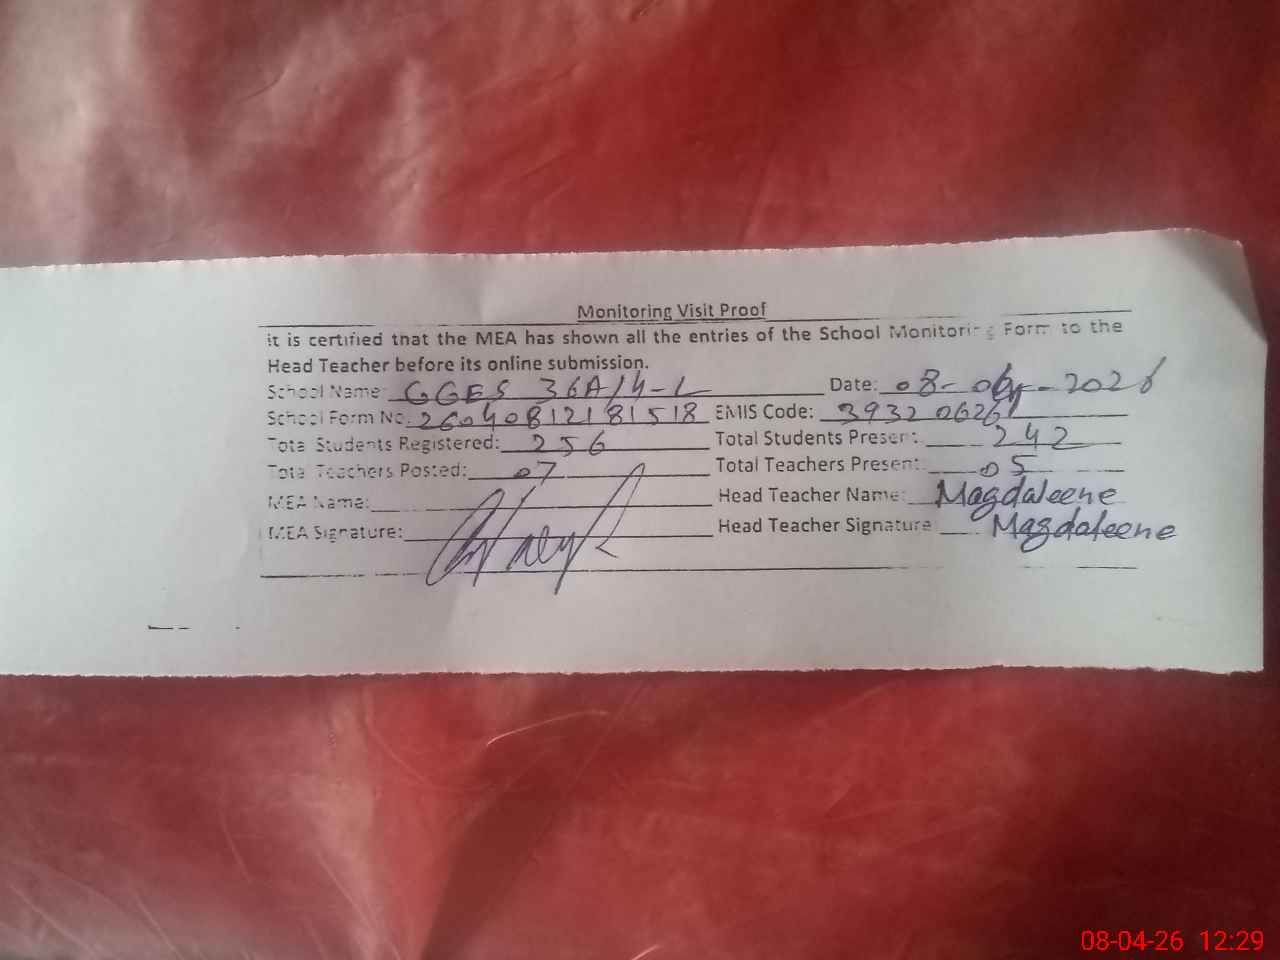 Monitoring Visit Proof
it is certified that the MEA has shown all the entries of the School Monitoring Form to the
Head Teacher before its online submission.
School Name: GGES 36A/4-L Date: 08-04-2026
School Form No: 26040812181518 EMIS Code: 39320626
Total Students Registered: 256 Total Students Present: 242
Total Teachers Posted: 07 Total Teachers Present: 05
MEA Name: Head Teacher Name: Magdaleene
MEA Signature: Head Teacher Signature Magdaleene
08-04-26 12:29